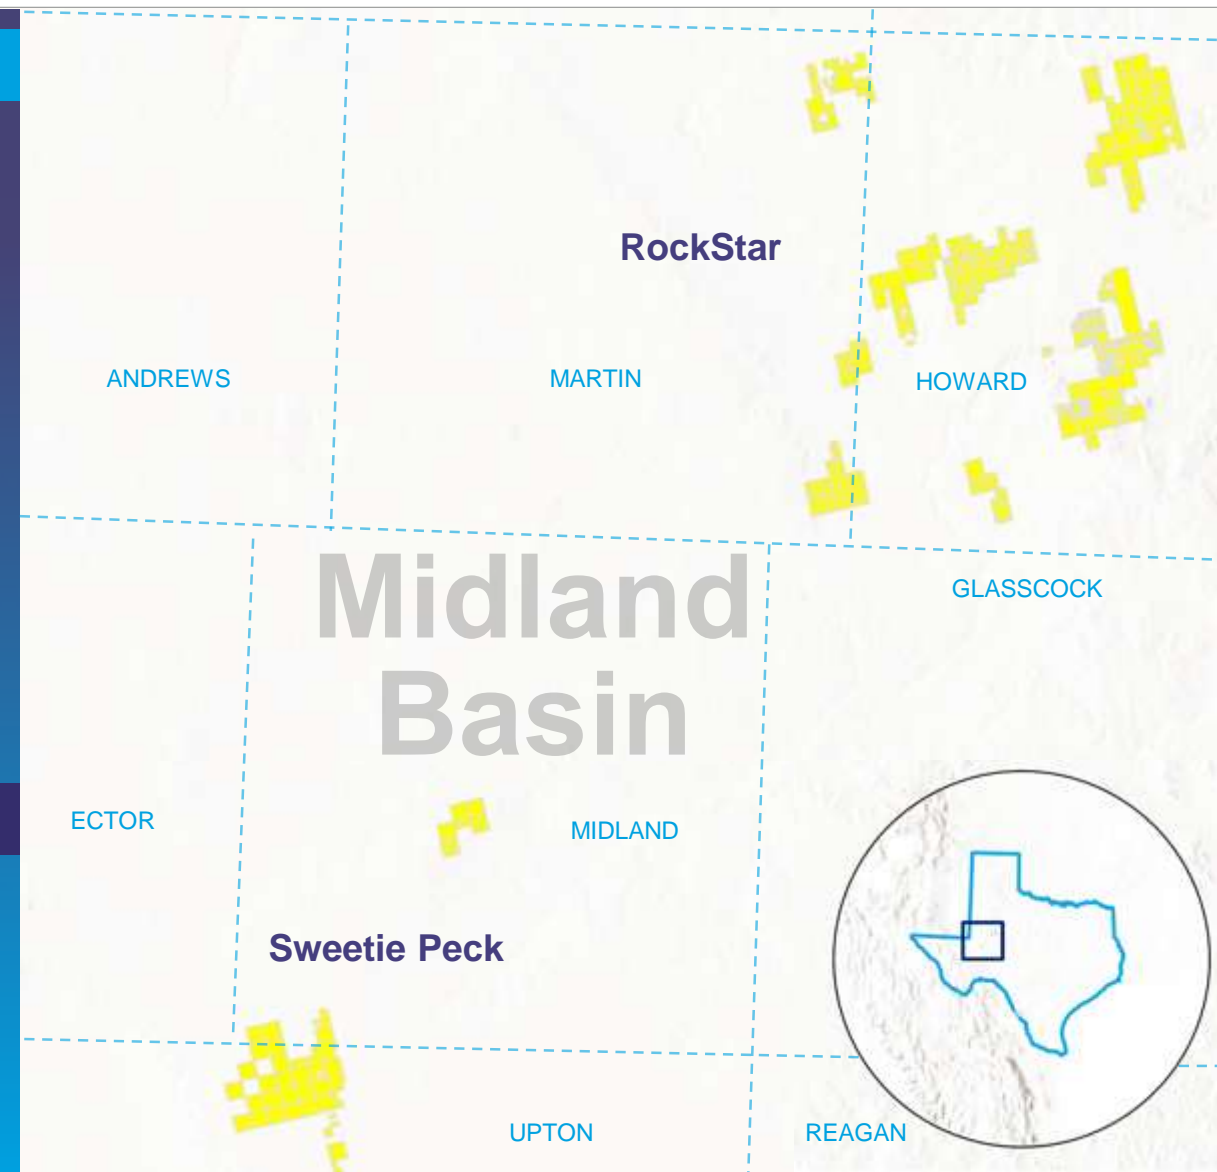 RockStar
ANDREWS
MARTIN
HOWARD
Midland
Basin
GLASSCOCK
ECTOR
MIDLAND
Sweetie Peck
UPTON
REAGAN